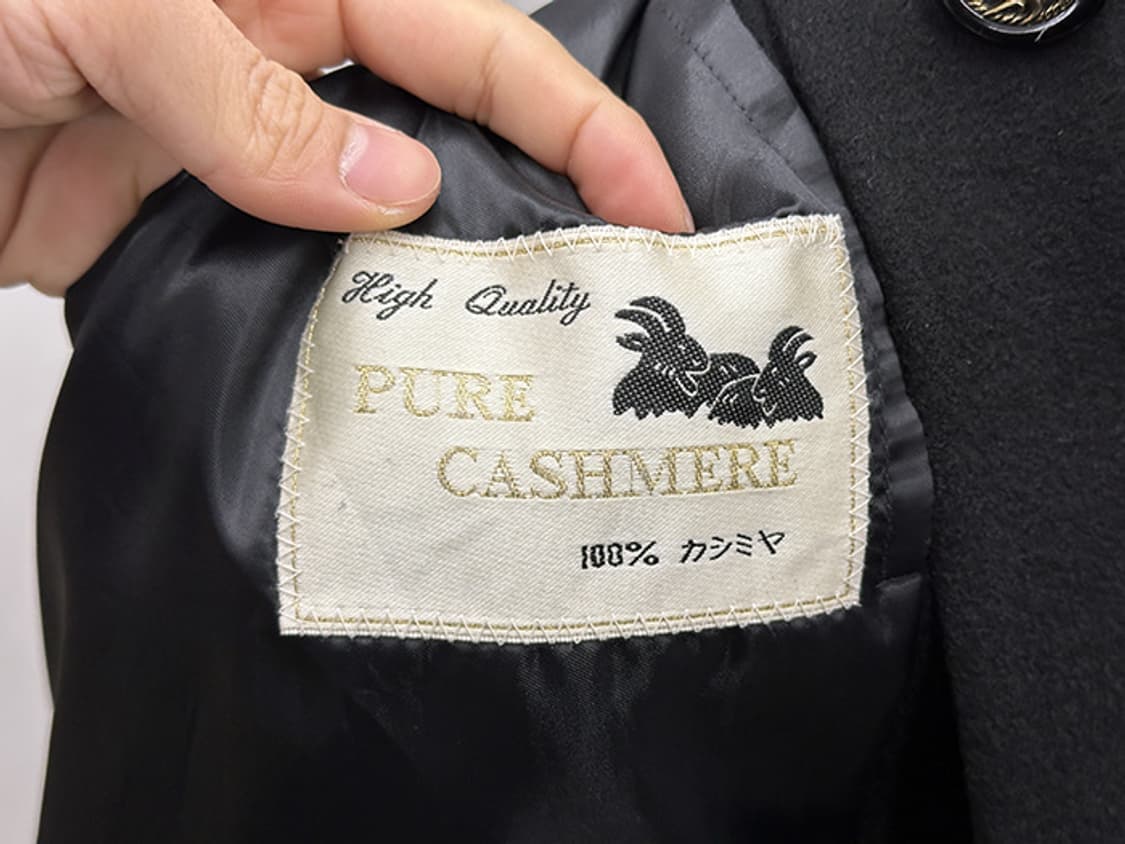 High Quality
PURE
CASHMERE
100% カシミヤ